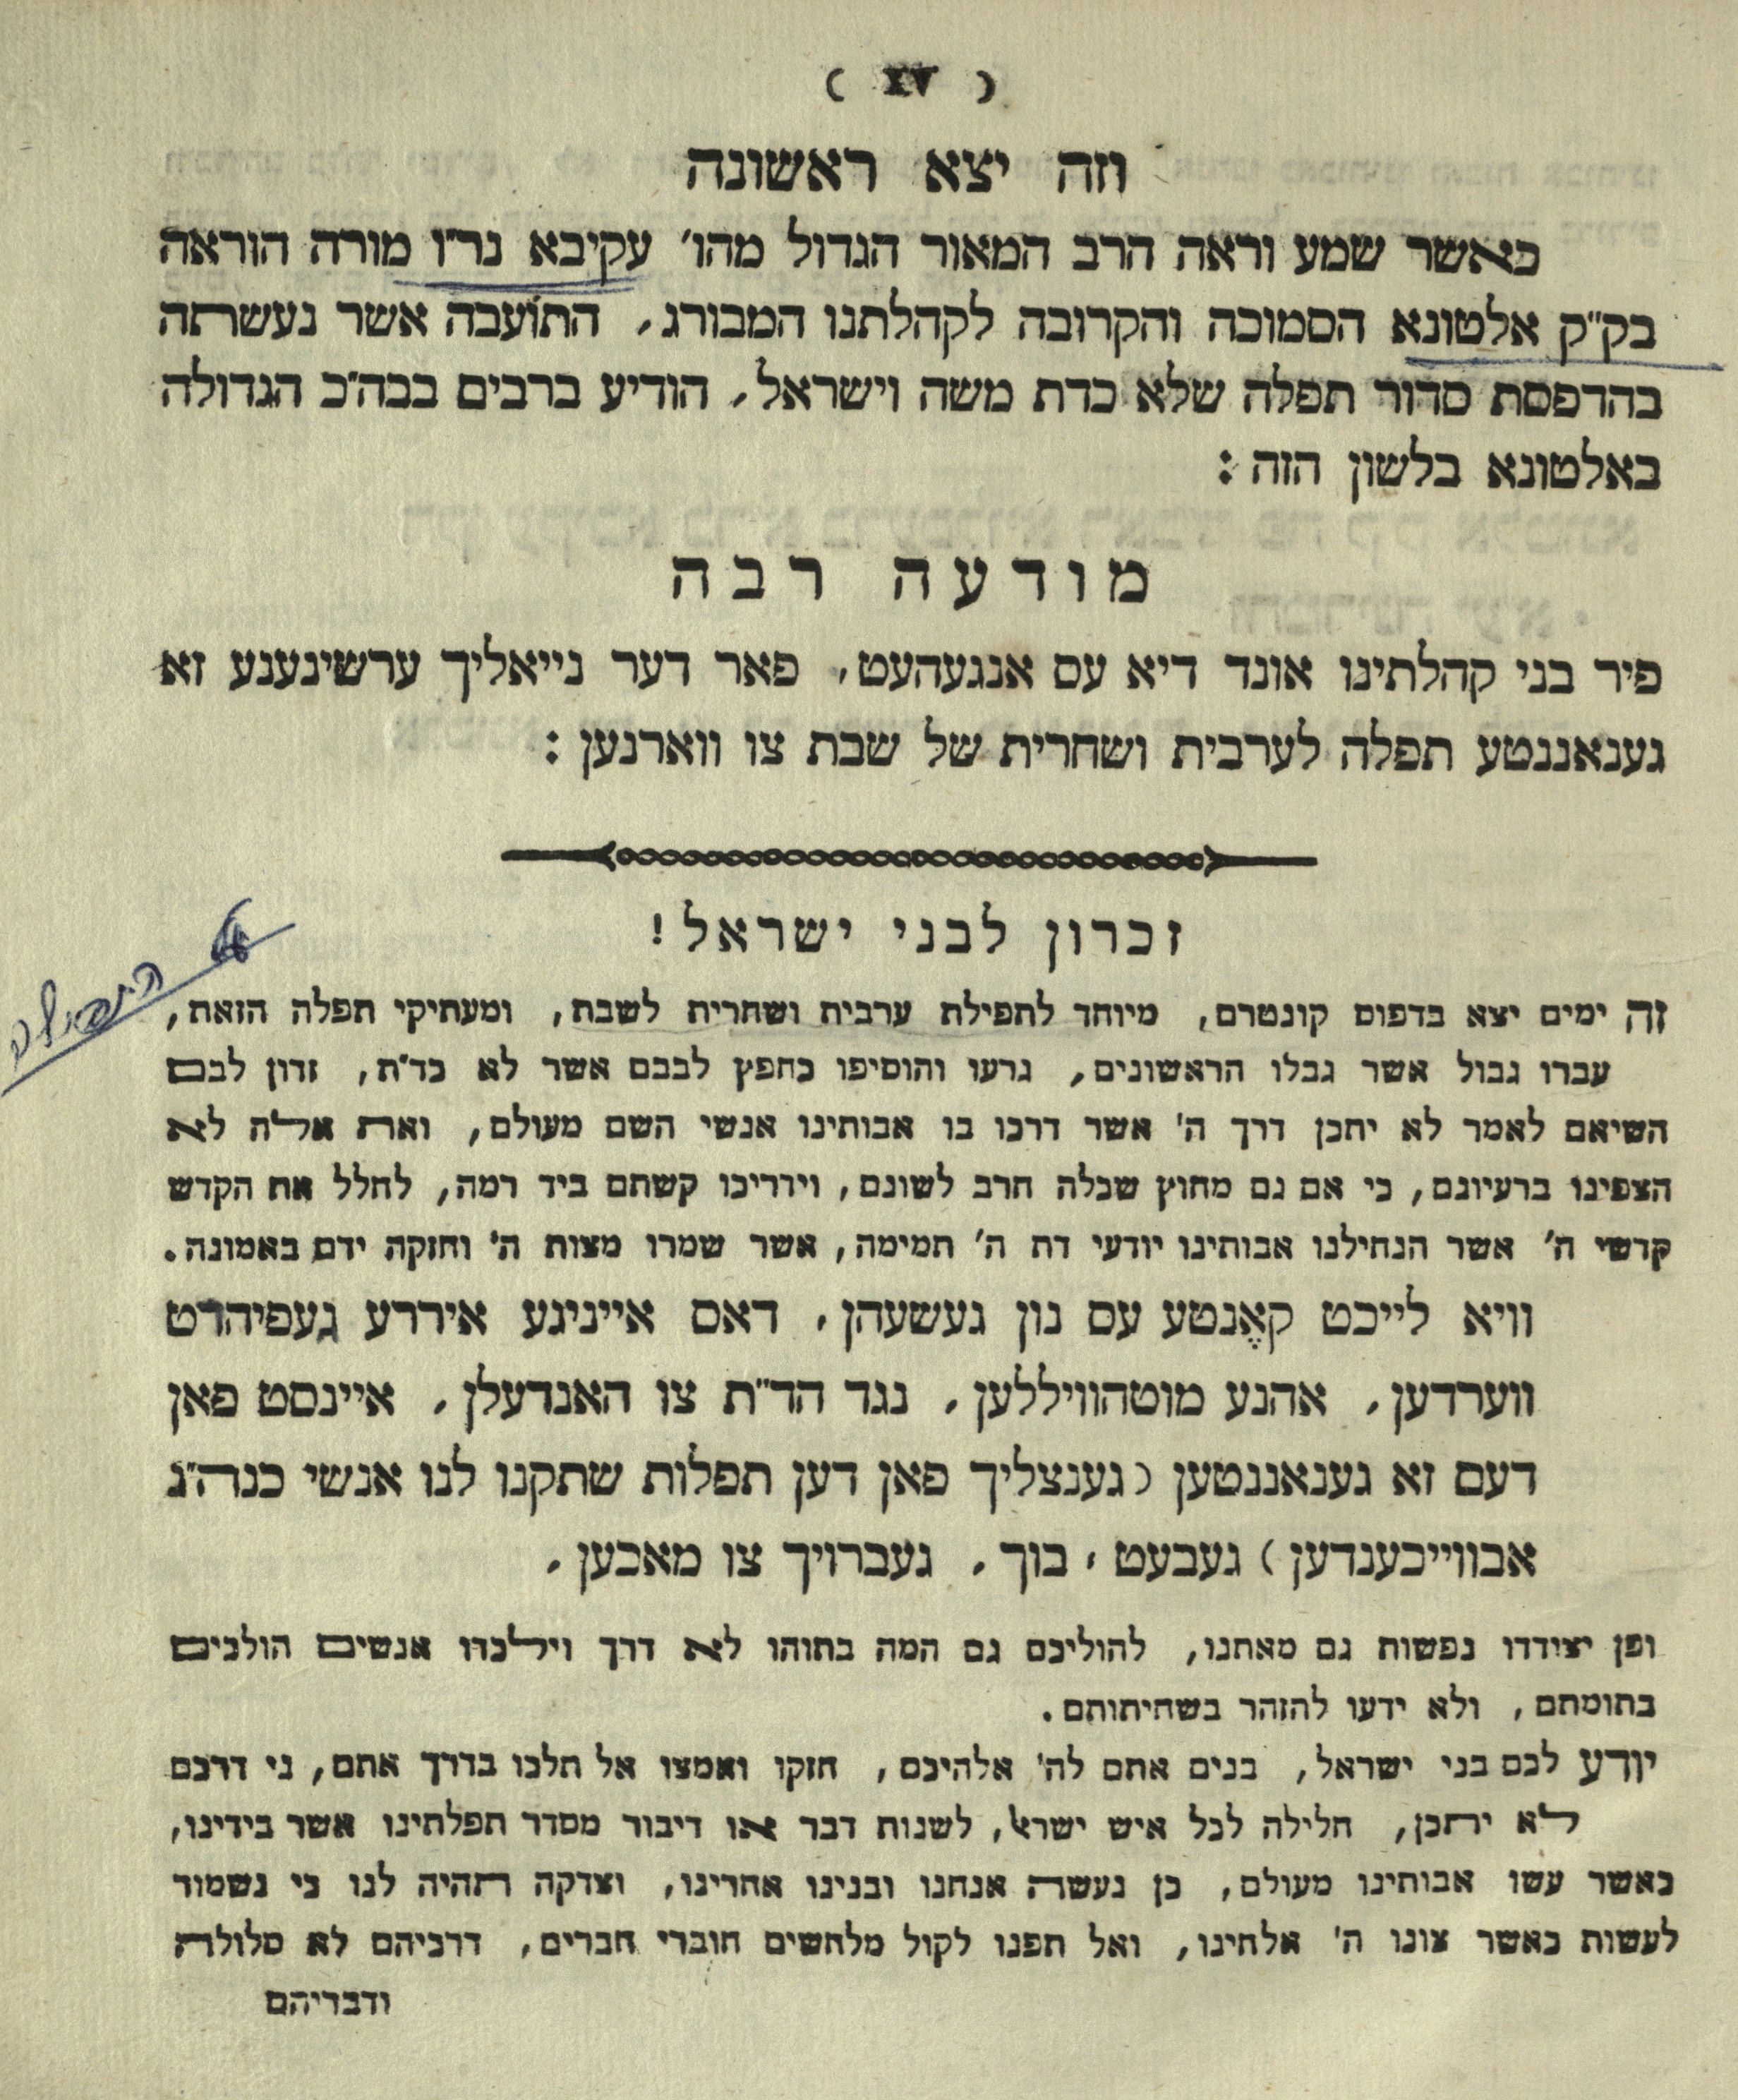 ( XV )
וזה יצא ראשונה
כאשר שמע וראה הרב המאור הגדול מהו׳ עקיבא נר״ו מורה הוראה
בק״ק אלטונא הסמוכה והקרובה לקהלתנו המבורג, התועבה אשר נעשתה
בהדפסת סדור תפלה שלא כדת משה וישראל, הודיע ברבים בבה״כ הגדולה
באלטונא בלשון הזה :
מודעה רבה
פיר בני קהלתינו אונד דיא עס אנגעהעט, פאר דער נייאליך ערשינענע זא
גענאננטע תפלה לערבית ושחרית של שבת צו ווארנען :
זכרון לבני ישראל !
זה ימים יצא בדפוס קונטרס, מיוחד לתפילת ערבית ושחרית לשבת, ומעתיקי תפלה הזאת,
עברו גבול אשר גבלו הראשונים, גרעו והוסיפו כחפץ לבבם אשר לא כד״ת, זדון לבם
השיאם לאמר לא יתכן דרך ה' אשר דרכו בו אבותינו אנשי השם מעולם, ואת אלה לא
הצפינו ברעיונם, כי אם גם מחוץ שכלה חרב לשונם, וידריכו קשתם ביד רמה, לחלל את הקדש
קדשי ה' אשר הנחילנו אבותינו יודעי דת ה' תמימה, אשר שמרו מצות ה' וחזקה ידם באמונה.
וויא לייכט קאָנטע עס נון געשעהן, דאס אייניגע איררע געפיהרט
ווערדען, אהנע מוטהוויללען, נגד הד״ת צו האנדעלן, איינסט פאן
דעם זא גענאננטען (גענצליך פאן דען תפלות שתקנו לנו אנשי כנה״ג
אבווייכענדען) געבעט, בוך, געברויך צו מאכען,
ופן יצידדו נפשות גם מאתנו, להוליכם גם המה בתוהו לא דרך וילכדו אנשים הולכים
בתומתם, ולא ידעו להזהר בשחיתותם.
יודע לכם בני ישראל, בנים אתם לה' אלהיכם, חזקו ואמצו אל תלכו בדרך אתם, כי דרכם
לא יתכן, חלילה לכל איש ישראל, לשנות דבר או דיבור מסדר תפלתינו אשר בידינו,
כאשר עשו אבותינו מעולם, כן נעשה אנחנו ובנינו אחרינו, וצדקה תהיה לנו כי נשמור
לעשות כאשר צונו ה' אלהינו, ואל תפנו לקול מלחשים חוברי חברים, דרכיהם לא סלולה
ודבריהם